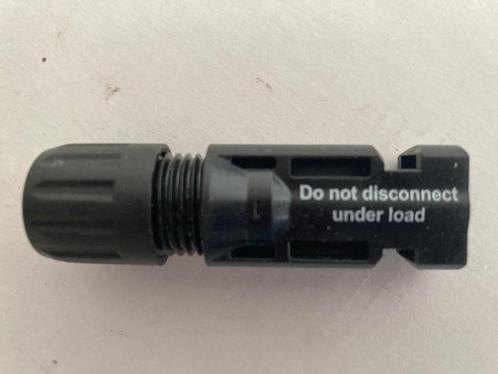 Do not disconnect
under load